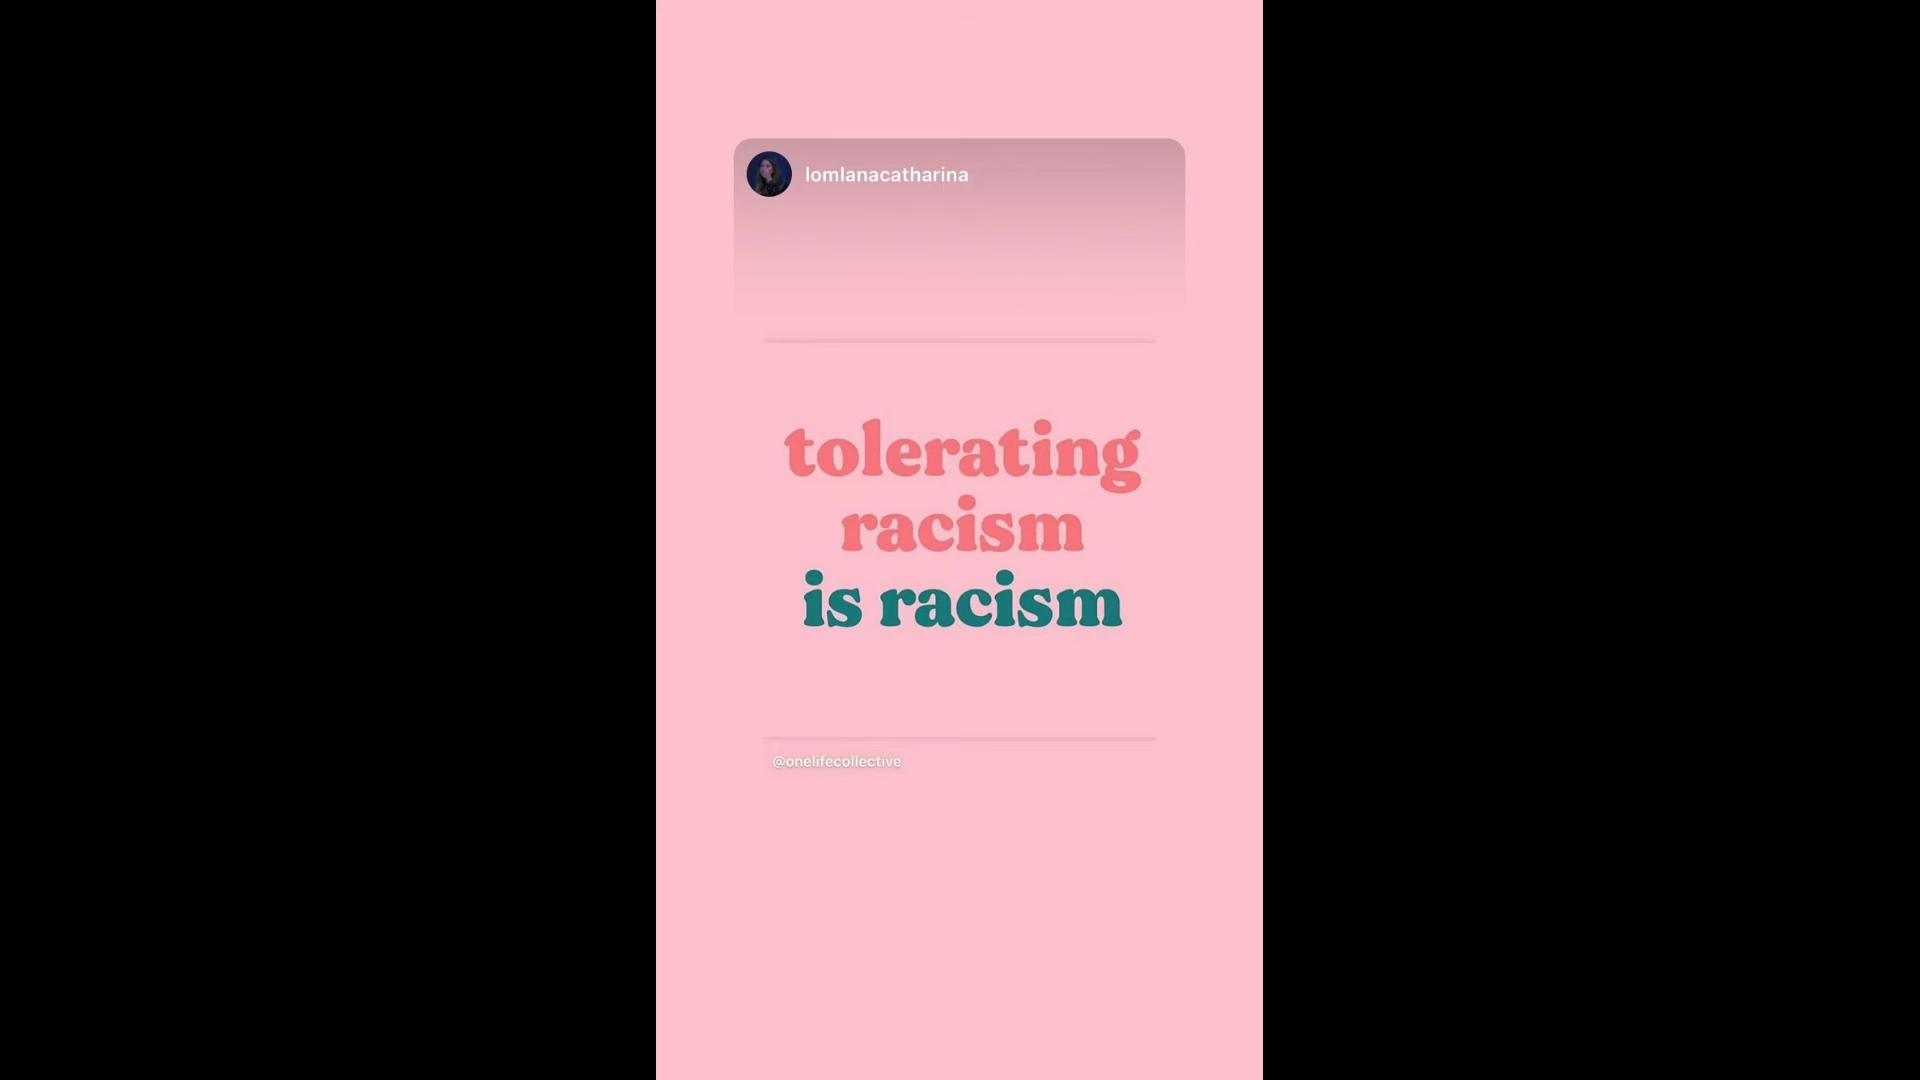 lomlanacatharina
tolerating
racism
is racism
@onelifecollective